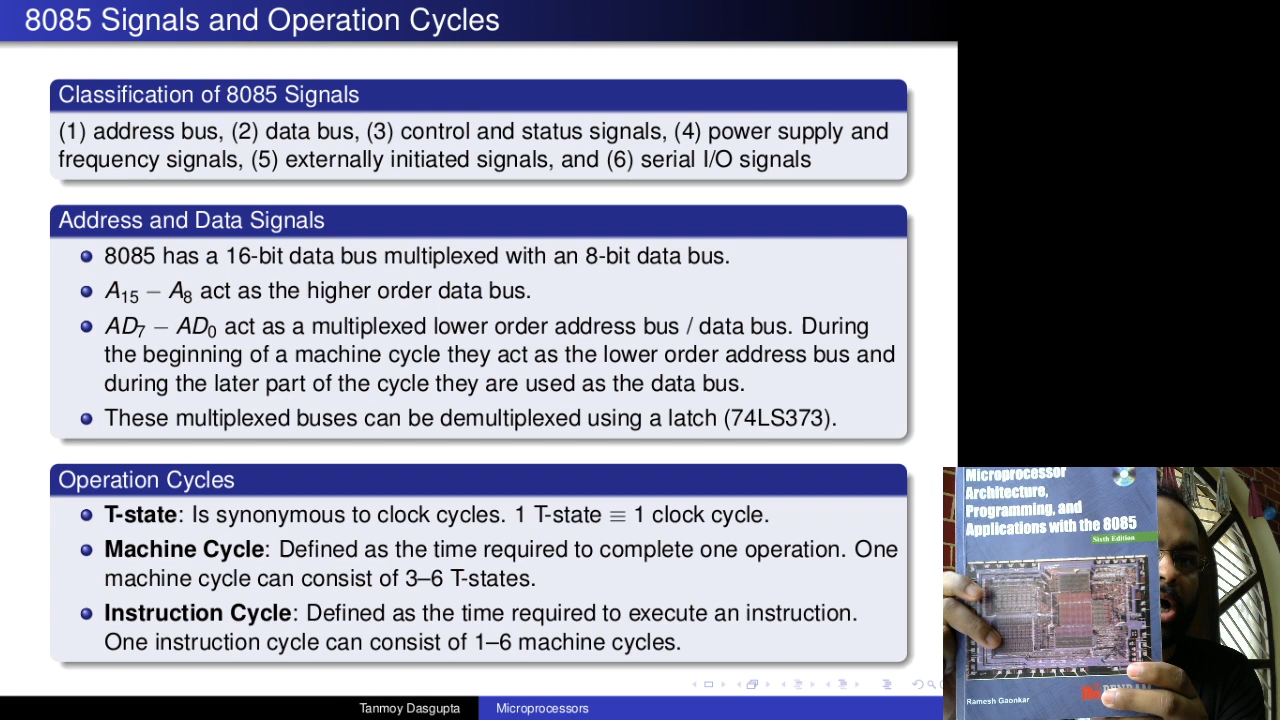 8085 Signals and Operation Cycles
Classification of 8085 Signals
(1) address bus, (2) data bus, (3) control and status signals, (4) power supply and
frequency signals, (5) externally initiated signals, and (6) serial I/O signals
Address and Data Signals
8085 has a 16-bit data bus multiplexed with an 8-bit data bus.
A15 − A8 act as the higher order data bus.
AD7 − AD0 act as a multiplexed lower order address bus / data bus. During
the beginning of a machine cycle they act as the lower order address bus and
during the later part of the cycle they are used as the data bus.
These multiplexed buses can be demultiplexed using a latch (74LS373).
Operation Cycles
T-state: Is synonymous to clock cycles. 1 T-state ≡ 1 clock cycle.
Machine Cycle: Defined as the time required to complete one operation. One
machine cycle can consist of 3–6 T-states.
Instruction Cycle: Defined as the time required to execute an instruction.
One instruction cycle can consist of 1–6 machine cycles.
Tanmoy Dasgupta
Microprocessors
Microprocessor
Architecture,
Programming, and
Applications with the 8085
Sixth Edition
Ramesh Gaonkar